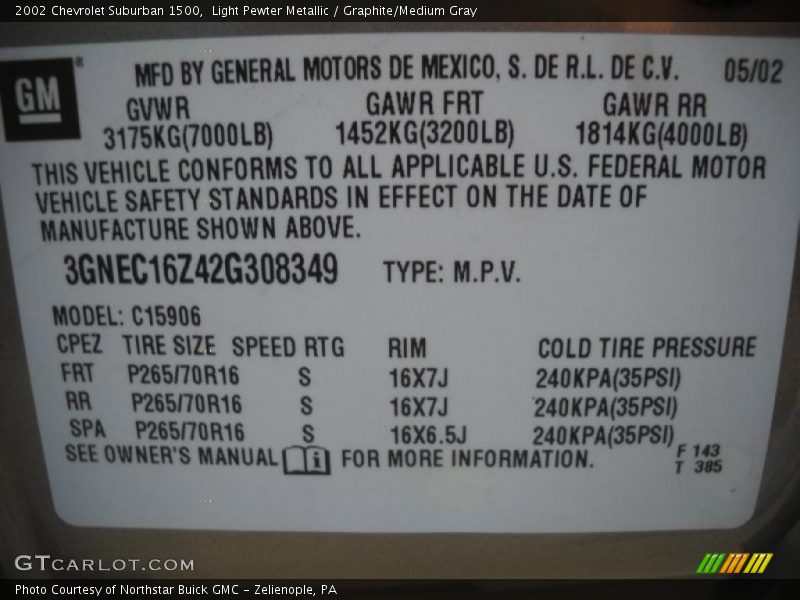 2002 Chevrolet Suburban 1500, Light Pewter Metallic / Graphite/Medium Gray
GM
MFD BY GENERAL MOTORS DE MEXICO, S. DE R.L. DE C.V. 05/02
GVWR GAWR FRT GAWR RR
3175KG(7000LB) 1452KG(3200LB) 1814KG(4000LB)
THIS VEHICLE CONFORMS TO ALL APPLICABLE U.S. FEDERAL MOTOR
VEHICLE SAFETY STANDARDS IN EFFECT ON THE DATE OF
MANUFACTURE SHOWN ABOVE.
3GNEC16Z42G308349 TYPE: M.P.V.
MODEL: C15906
CPEZ TIRE SIZE SPEED RTG RIM COLD TIRE PRESSURE
FRT P265/70R16 S 16X7J 240KPA(35PSI)
RR P265/70R16 S 16X7J 240KPA(35PSI)
SPA P265/70R16 S 16X6.5J 240KPA(35PSI)
SEE OWNER'S MANUAL i FOR MORE INFORMATION. F 143
T 385
GTCARLOT.COM
Photo Courtesy of Northstar Buick GMC - Zelienople, PA